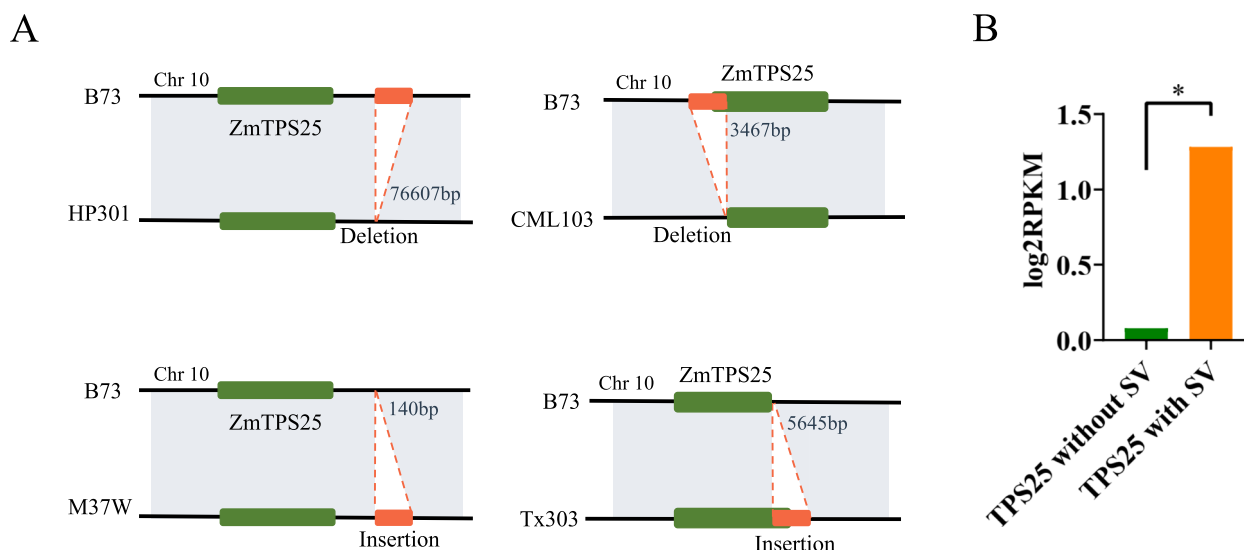 A
Chr 10
B73
ZmTPS25
76607bp
HP301
Deletion
ZmTPS25
Chr 10
B73
3467bp
CML103
Deletion
Chr 10
B73
140bp
ZmTPS25
M37W
Insertion
ZmTPS25
Chr 10
B73
5645bp
Tx303
Insertion
B
*
1.5
1.0
0.5
0.0
log2RPKM
TPS25 without SV
TPS25 with SV